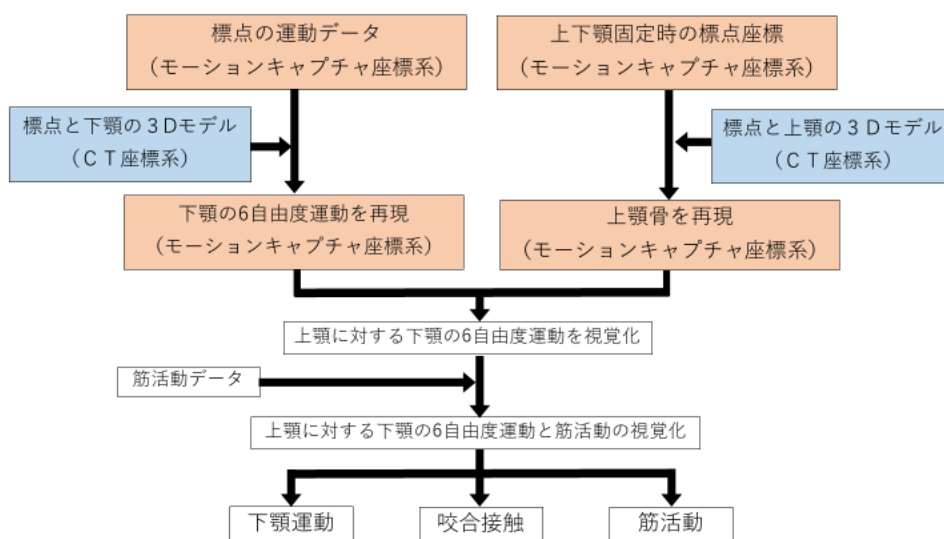 標点の運動データ
(モーションキャプチャ座標系)
上下顎固定時の標点座標
(モーションキャプチャ座標系)
標点と下顎の3Dモデル
(CT座標系)
標点と上顎の3Dモデル
(CT座標系)
下顎の6自由度運動を再現
(モーションキャプチャ座標系)
上顎骨を再現
(モーションキャプチャ座標系)
上顎に対する下顎の6自由度運動を視覚化
筋活動データ
上顎に対する下顎の6自由度運動と筋活動の視覚化
下顎運動
咬合接触
筋活動